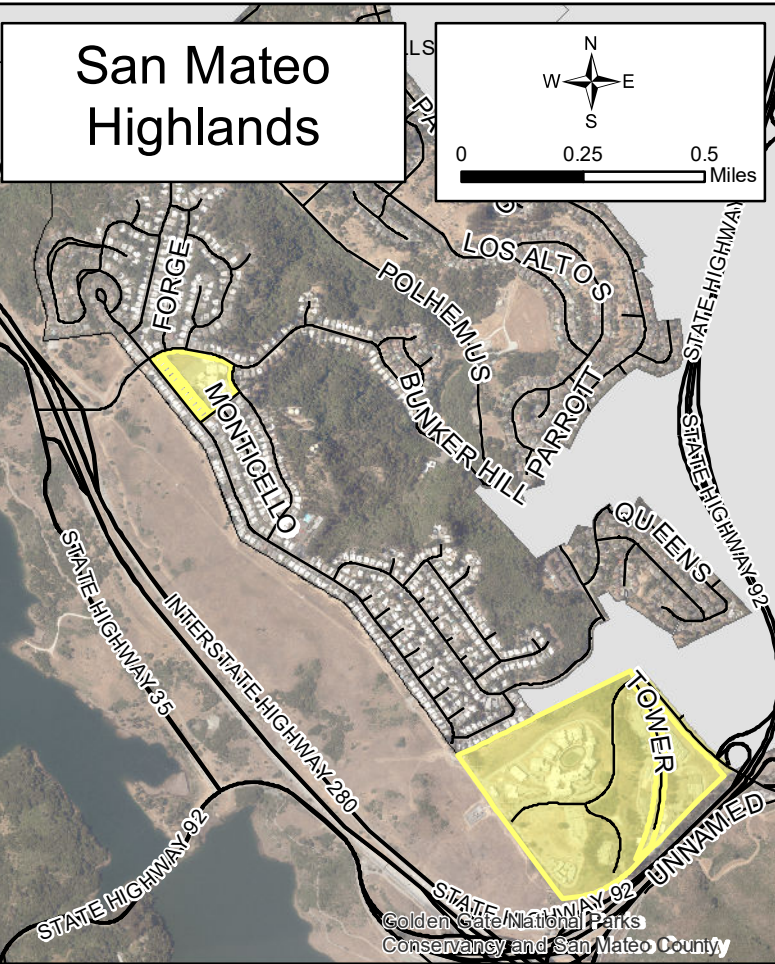 San Mateo
Highlands
LLS
N
W E
S
0 0.25 0.5
Miles
PA
LOS ALTOS
STATE HIGHWAY
FORGE
POLHEMUS
MONTICELLO
BUNKER HILL
PARROTT
STATE HIGHWAY 92
QUEENS
STATE HIGHWAY 35
INTERSTATE HIGHWAY 280
TOWER
STATE HIGHWAY 92
UNNAMED
STATE HIGHWAY 92
Golden Gate National Parks
Conservancy and San Mateo County